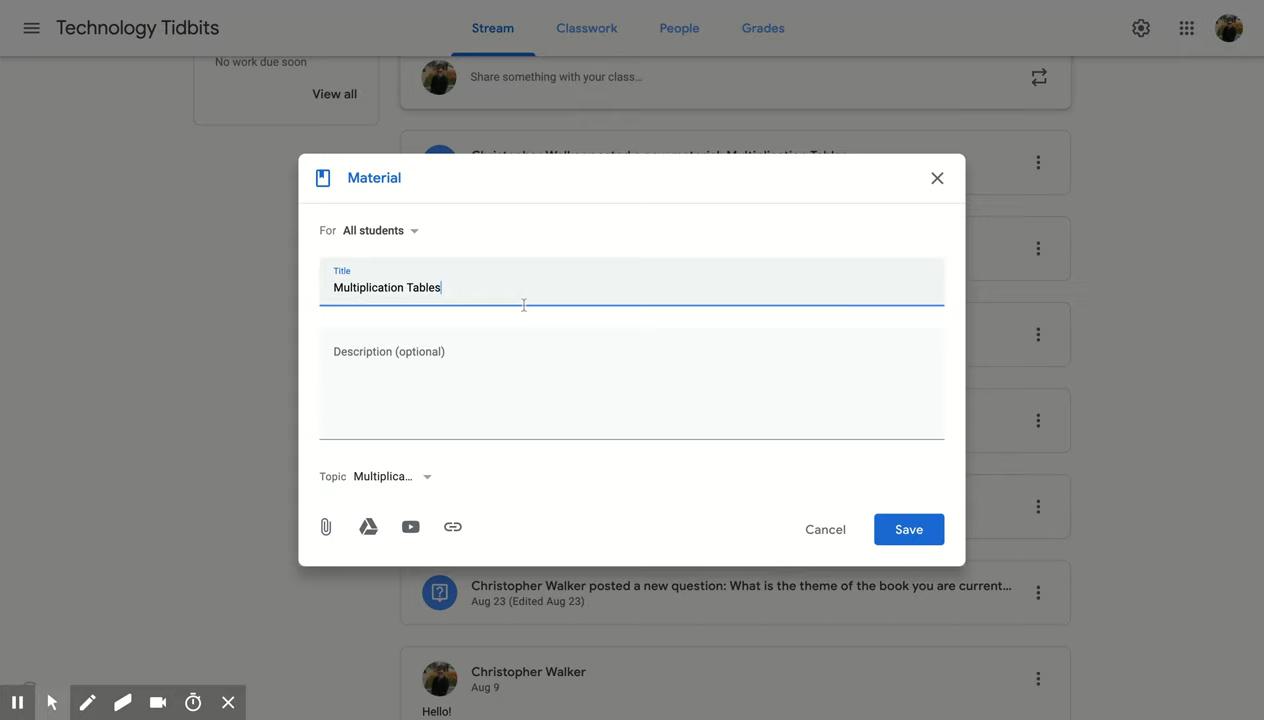 Technology Tidbits
Stream
Classwork
People
Grades
No work due soon
View all
Share something with your class...
Material
For All students
Title
Multiplication Tables
Description (optional)
Topic Multiplica...
Cancel
Save
Christopher Walker posted a new question: What is the theme of the book you are current...
Aug 23 (Edited Aug 23)
Christopher Walker
Aug 9
Hello!